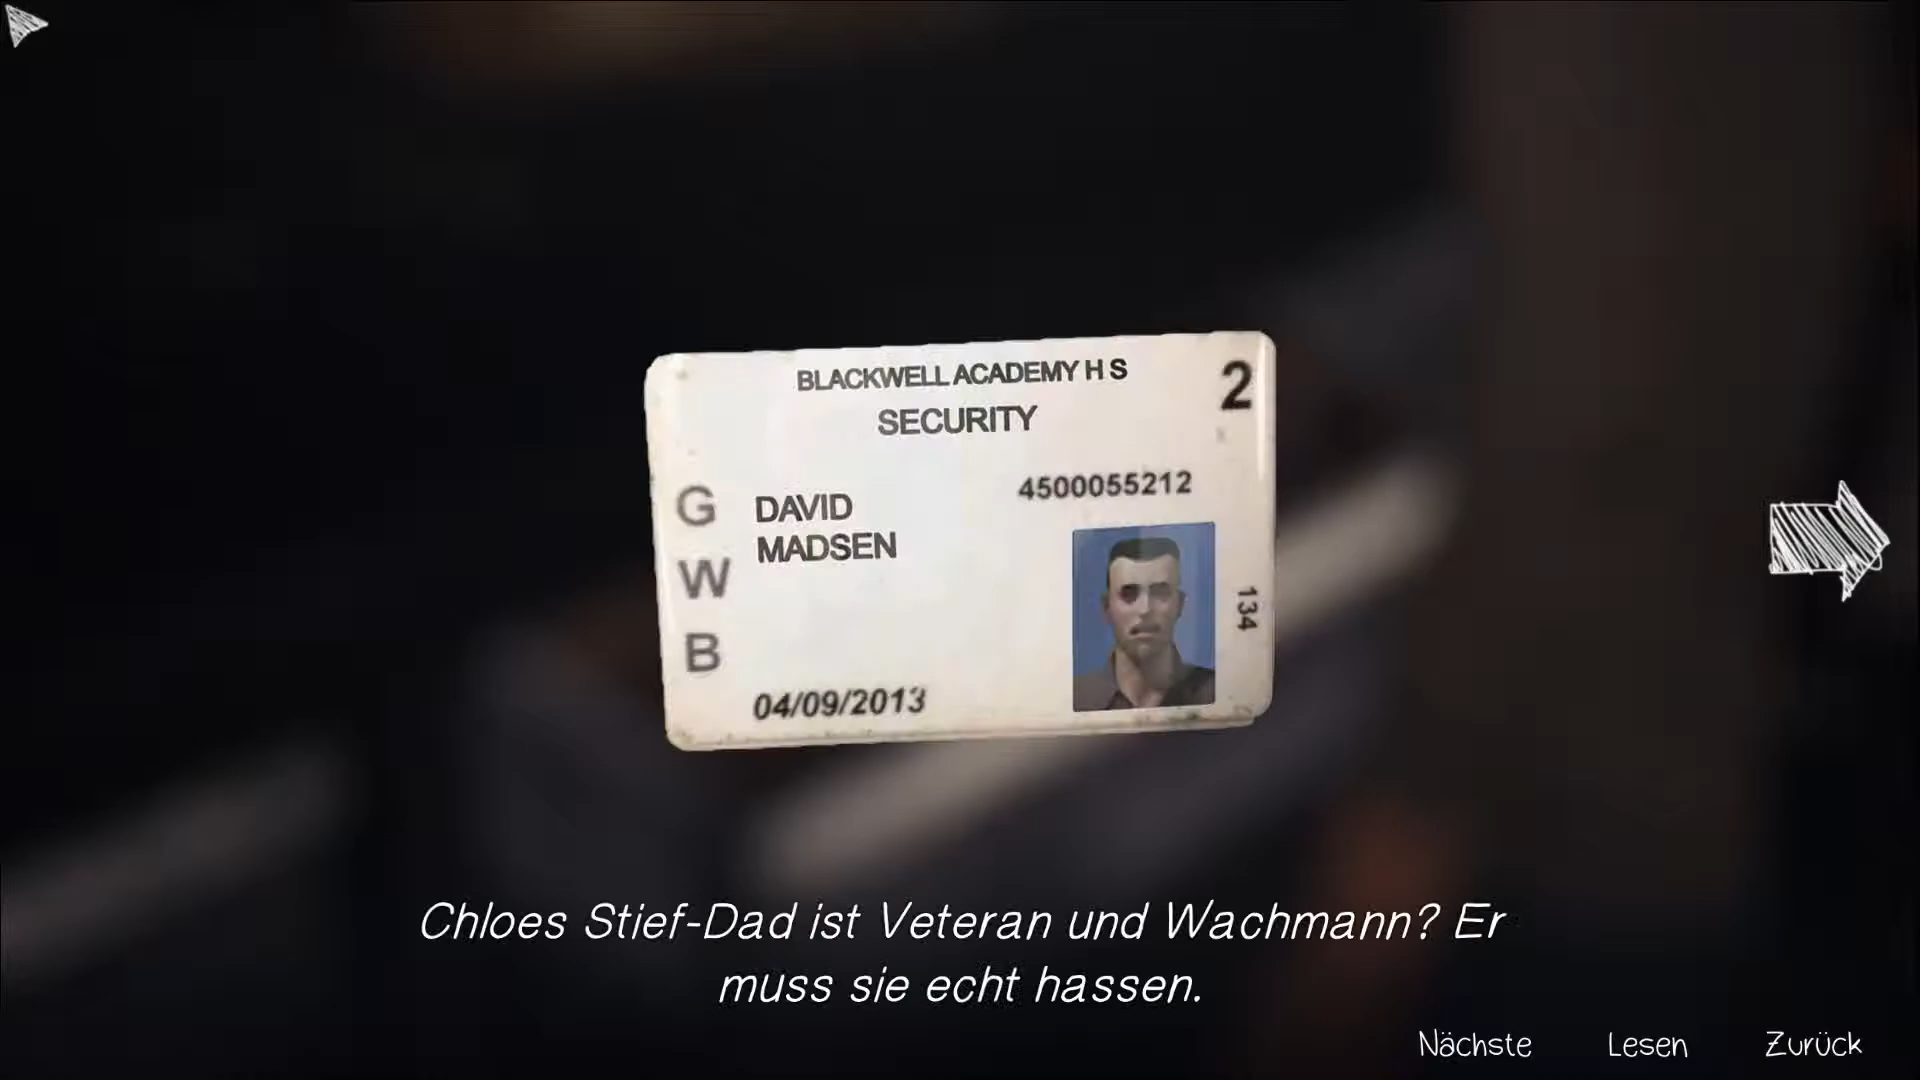 BLACKWELL ACADEMY H S
2
SECURITY
4500055212
G
DAVID
MADSEN
W
134
B
04/09/2013
Chloes Stief-Dad ist Veteran und Wachmann? Er
muss sie echt hassen.
Nächste Lesen Zurück